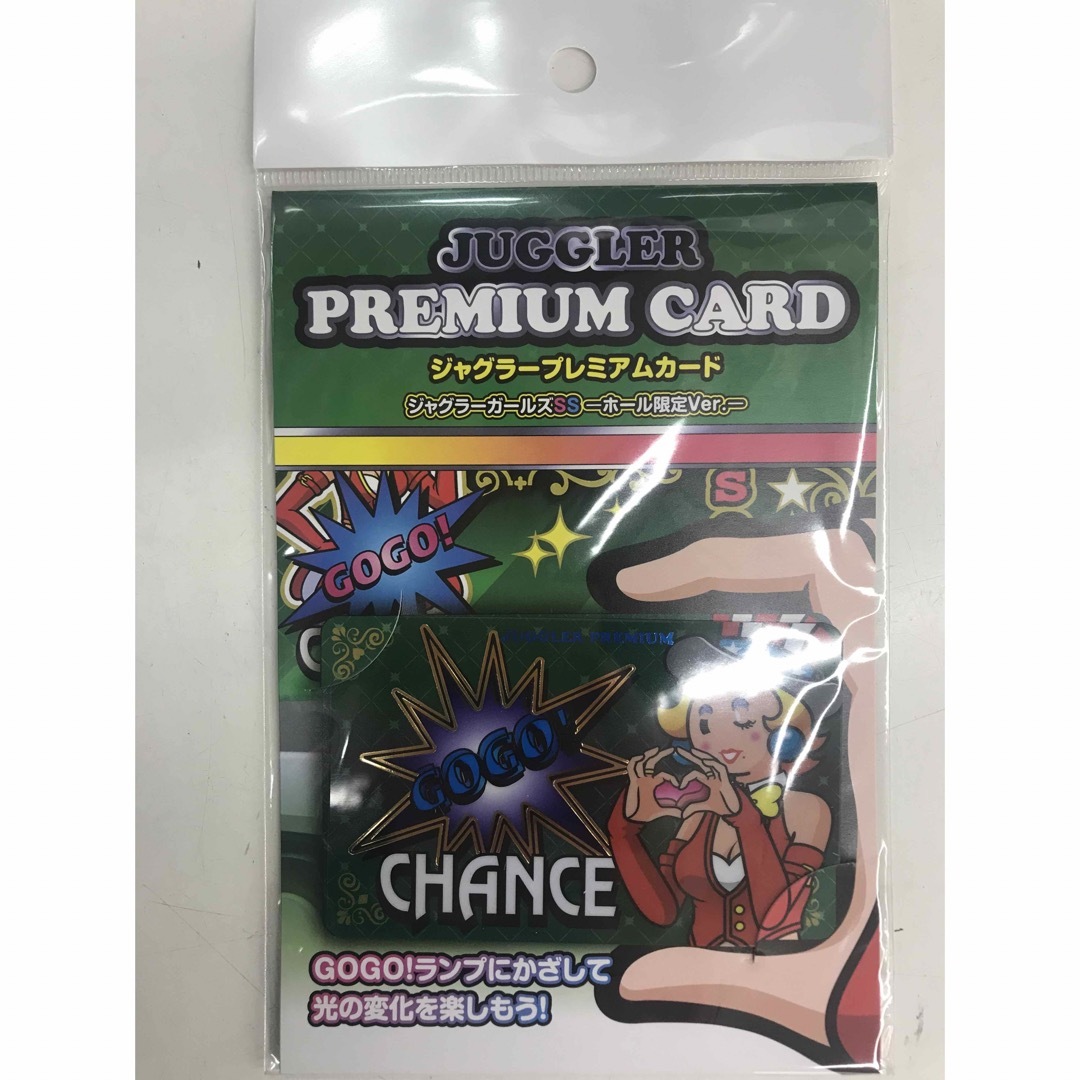 JUGGLER
PREMIUM CARD
ジャグラープレミアムカード
ジャグラーガールズSS ーホール限定Ver.ー
S
GOGO!
C
JUGGLER PREMIUM
GOGO!
CHANCE
GOGO!ランプにかざして
光の変化を楽しもう!